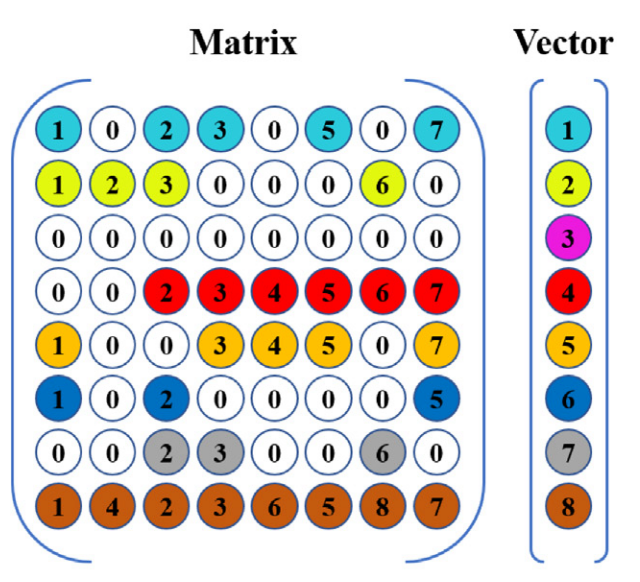 Matrix Vector
1 0 2 3 0 5 0 7 1
1 2 3 0 0 0 6 0 2
0 0 0 0 0 0 0 0 3
0 0 2 3 4 5 6 7 4
1 0 0 3 4 5 0 7 5
1 0 2 0 0 0 0 5 6
0 0 2 3 0 0 6 0 7
1 4 2 3 6 5 8 7 8